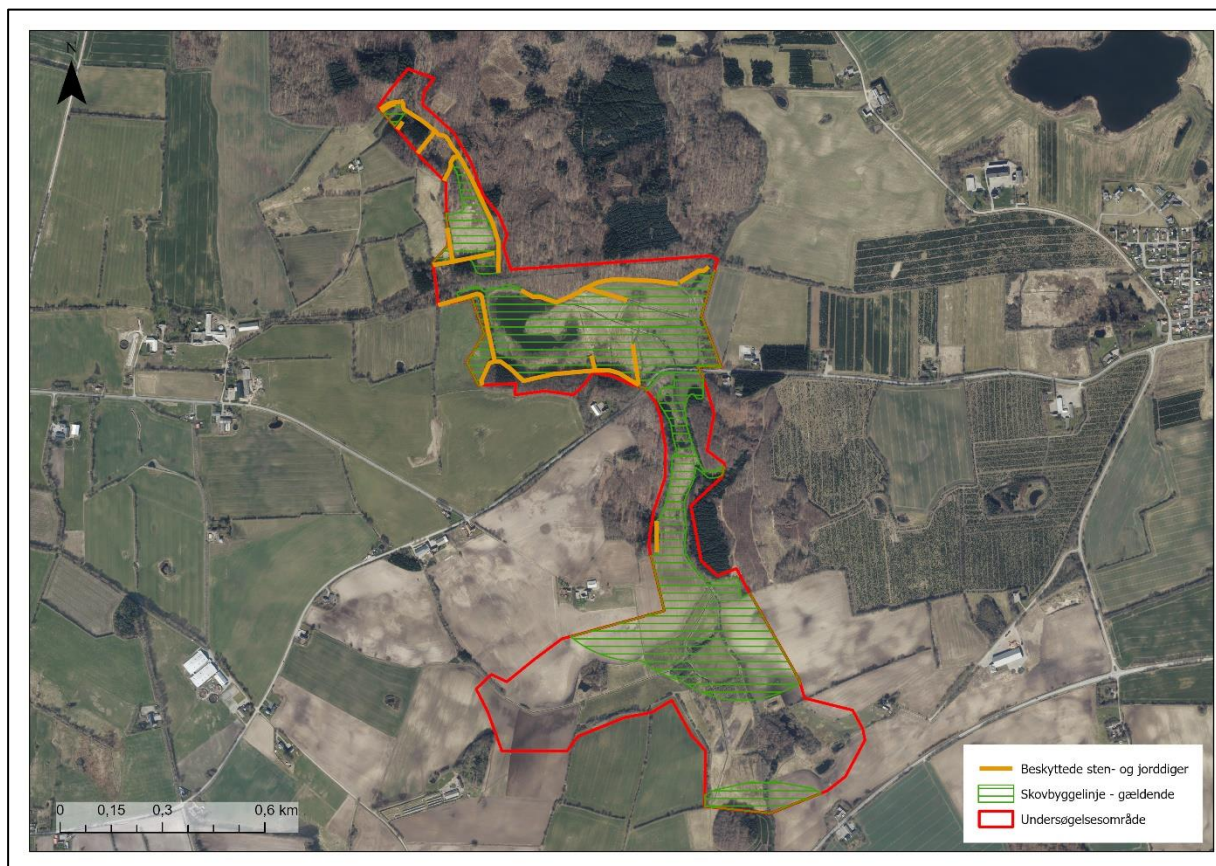 N
0 0,15 0,3 0,6 km
Beskyttede sten- og jorddiger
Skovbyggelinje - gældende
Undersøgelsesområde